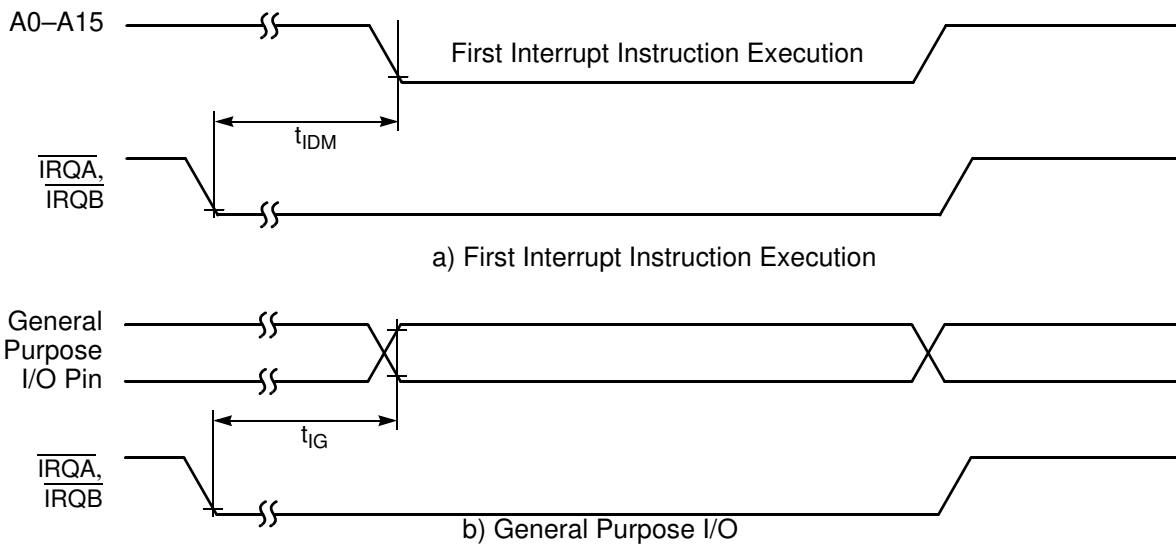 A0–A15
First Interrupt Instruction Execution
tIDM
IRQA,
IRQB
a) First Interrupt Instruction Execution
General
Purpose
I/O Pin
tIG
IRQA,
IRQB
b) General Purpose I/O